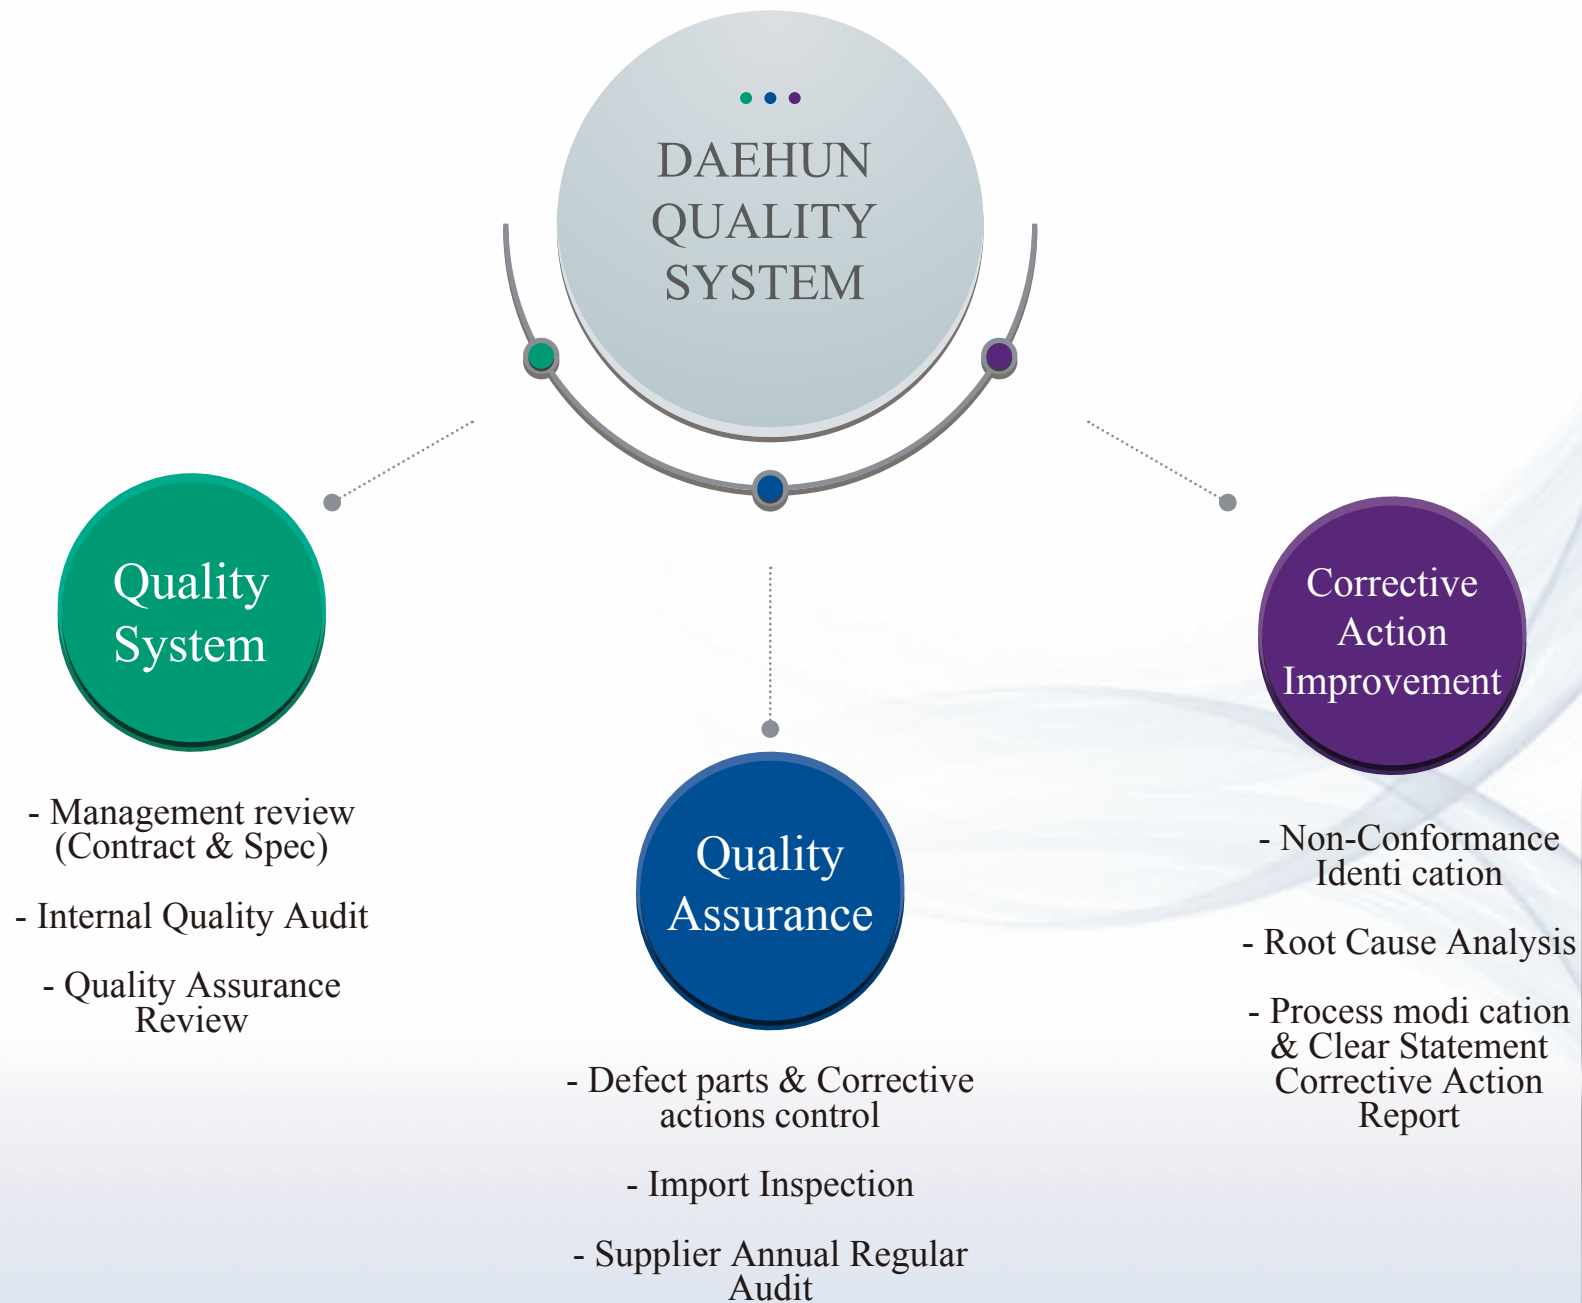 DAEHUN
QUALITY
SYSTEM
Quality
System
- Management review
(Contract & Spec)
- Internal Quality Audit
- Quality Assurance
Review
Quality
Assurance
- Defect parts & Corrective
actions control
- Import Inspection
- Supplier Annual Regular
Audit
Corrective
Action
Improvement
- Non-Conformance
Identi cation
- Root Cause Analysis
- Process modi cation
& Clear Statement
Corrective Action
Report